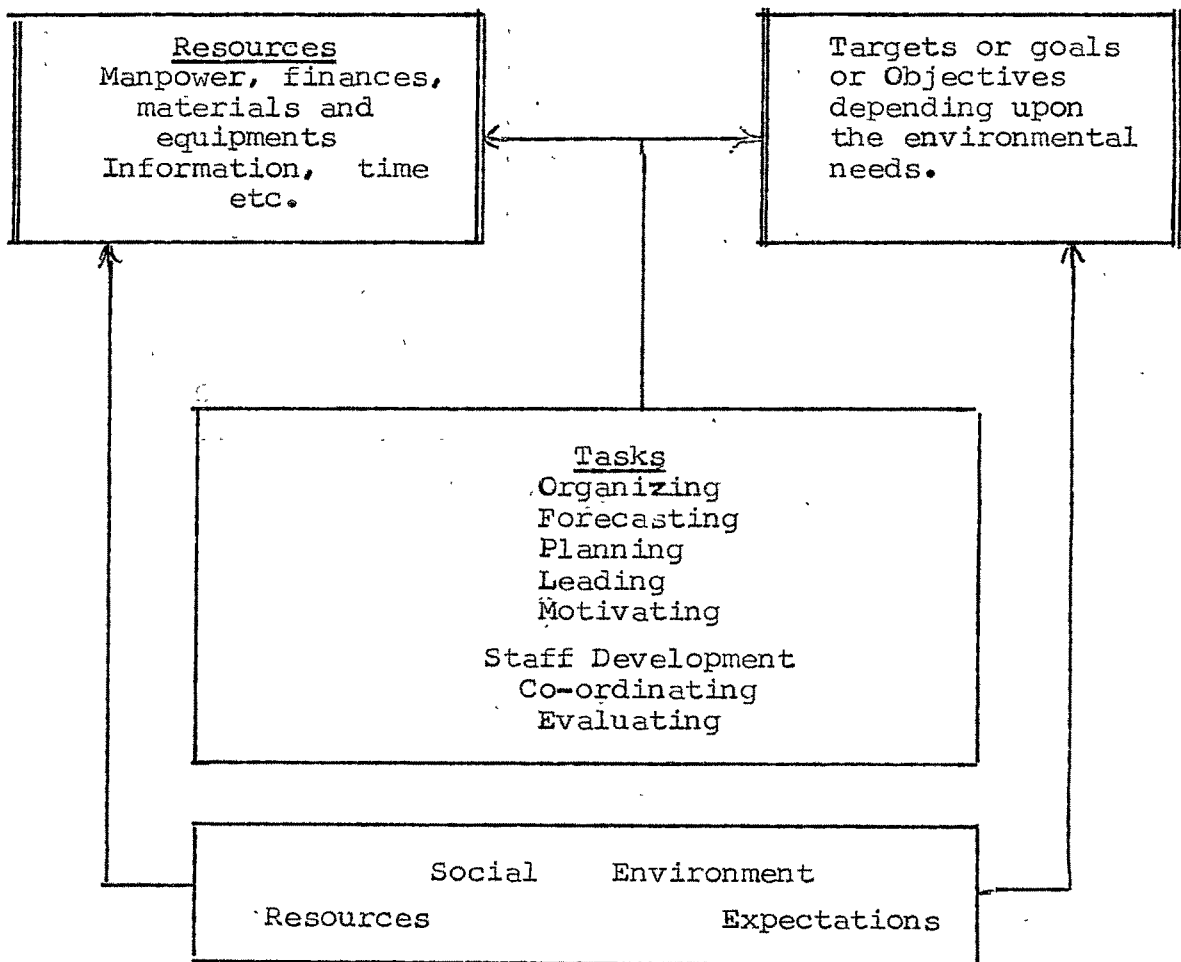 Resources
Manpower, finances,
materials and
equipments
Information, time
etc.
Targets or goals
or Objectives
depending upon
the environmental
needs.
Tasks
Organizing
Forecasting
Planning
Leading
Motivating
Staff Development
Co-ordinating
Evaluating
Social Environment
Resources Expectations